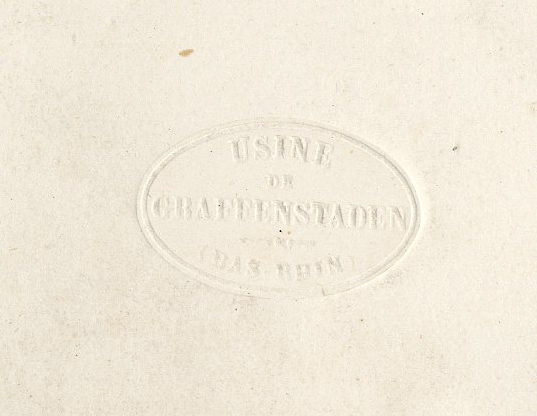 USINE
DE
GRAFFENSTADEN
(BAS-RHIN)